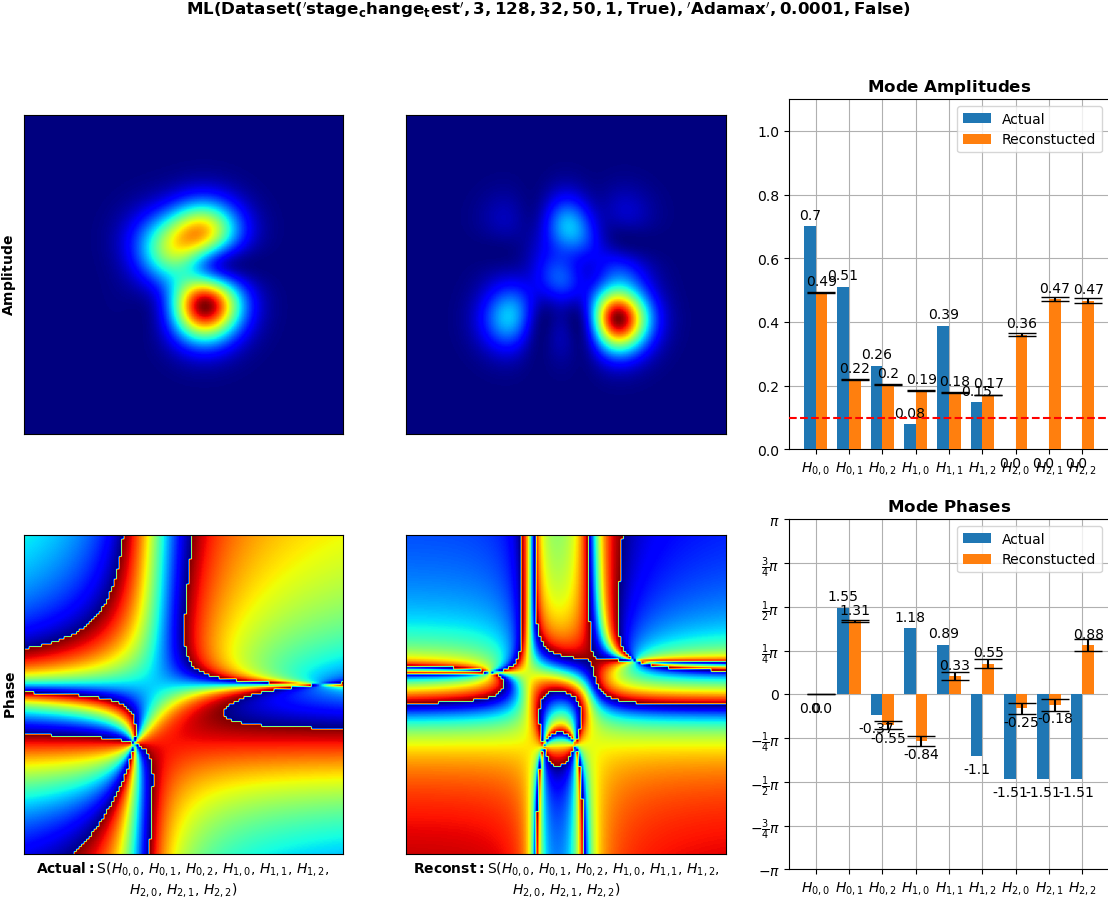 ML(Dataset('stage_change_test', 3, 128, 32, 50, 1, True), 'Adamax', 0.0001, False)
Amplitude
Mode Amplitudes
Actual
Reconstucted
1.0
0.8
0.6
0.4
0.2
0.0
0.7
0.49
0.51
0.22
0.26
0.2
0.08
0.19
0.39
0.18
0.15
0.17
0.0
0.36
0.0
0.47
0.0
0.47
H0,0 H0,1 H0,2 H1,0 H1,1 H1,2 H2,0 H2,1 H2,2
Phase
Mode Phases
Actual
Reconstucted
π
3/4π
1/2π
1/4π
0
−1/4π
−1/2π
−3/4π
−π
0.0
0.0
1.55
1.31
-0.37
-0.55
1.18
-0.84
0.89
0.33
-1.1
0.55
-1.51
-0.25
-1.51
-0.18
-1.51
0.88
H0,0 H0,1 H0,2 H1,0 H1,1 H1,2 H2,0 H2,1 H2,2
Actual: S(H0,0, H0,1, H0,2, H1,0, H1,1, H1,2,
H2,0, H2,1, H2,2)
Reconst: S(H0,0, H0,1, H0,2, H1,0, H1,1, H1,2,
H2,0, H2,1, H2,2)